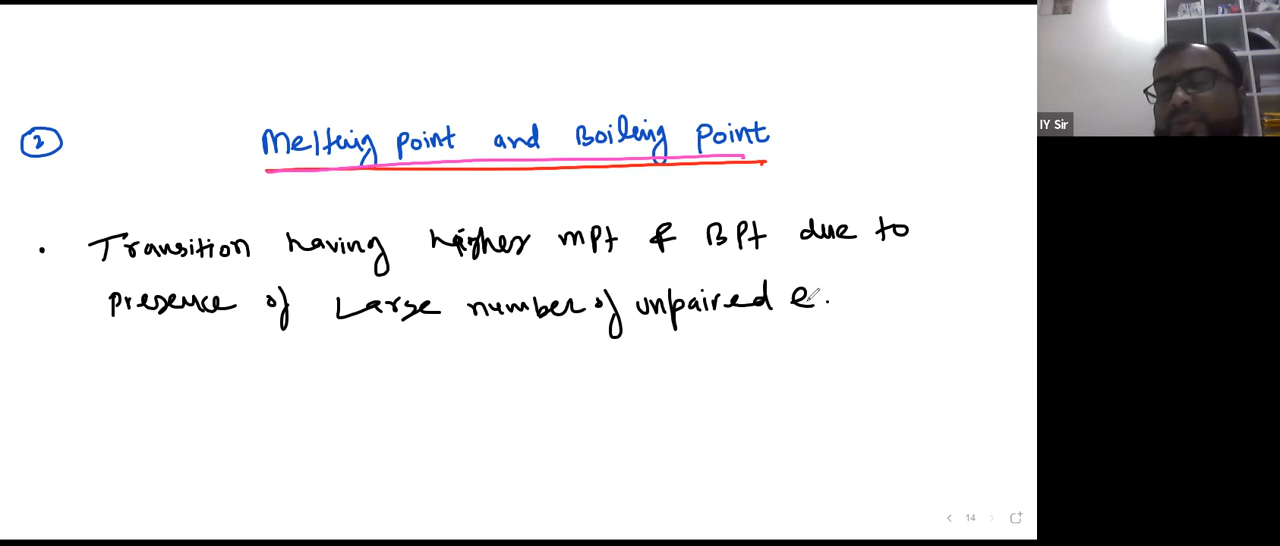 2
Melting point and Boiling point
. Transition having higher mpt & B Pt due to
presence of Large number of unpaired e.
IY Sir
14